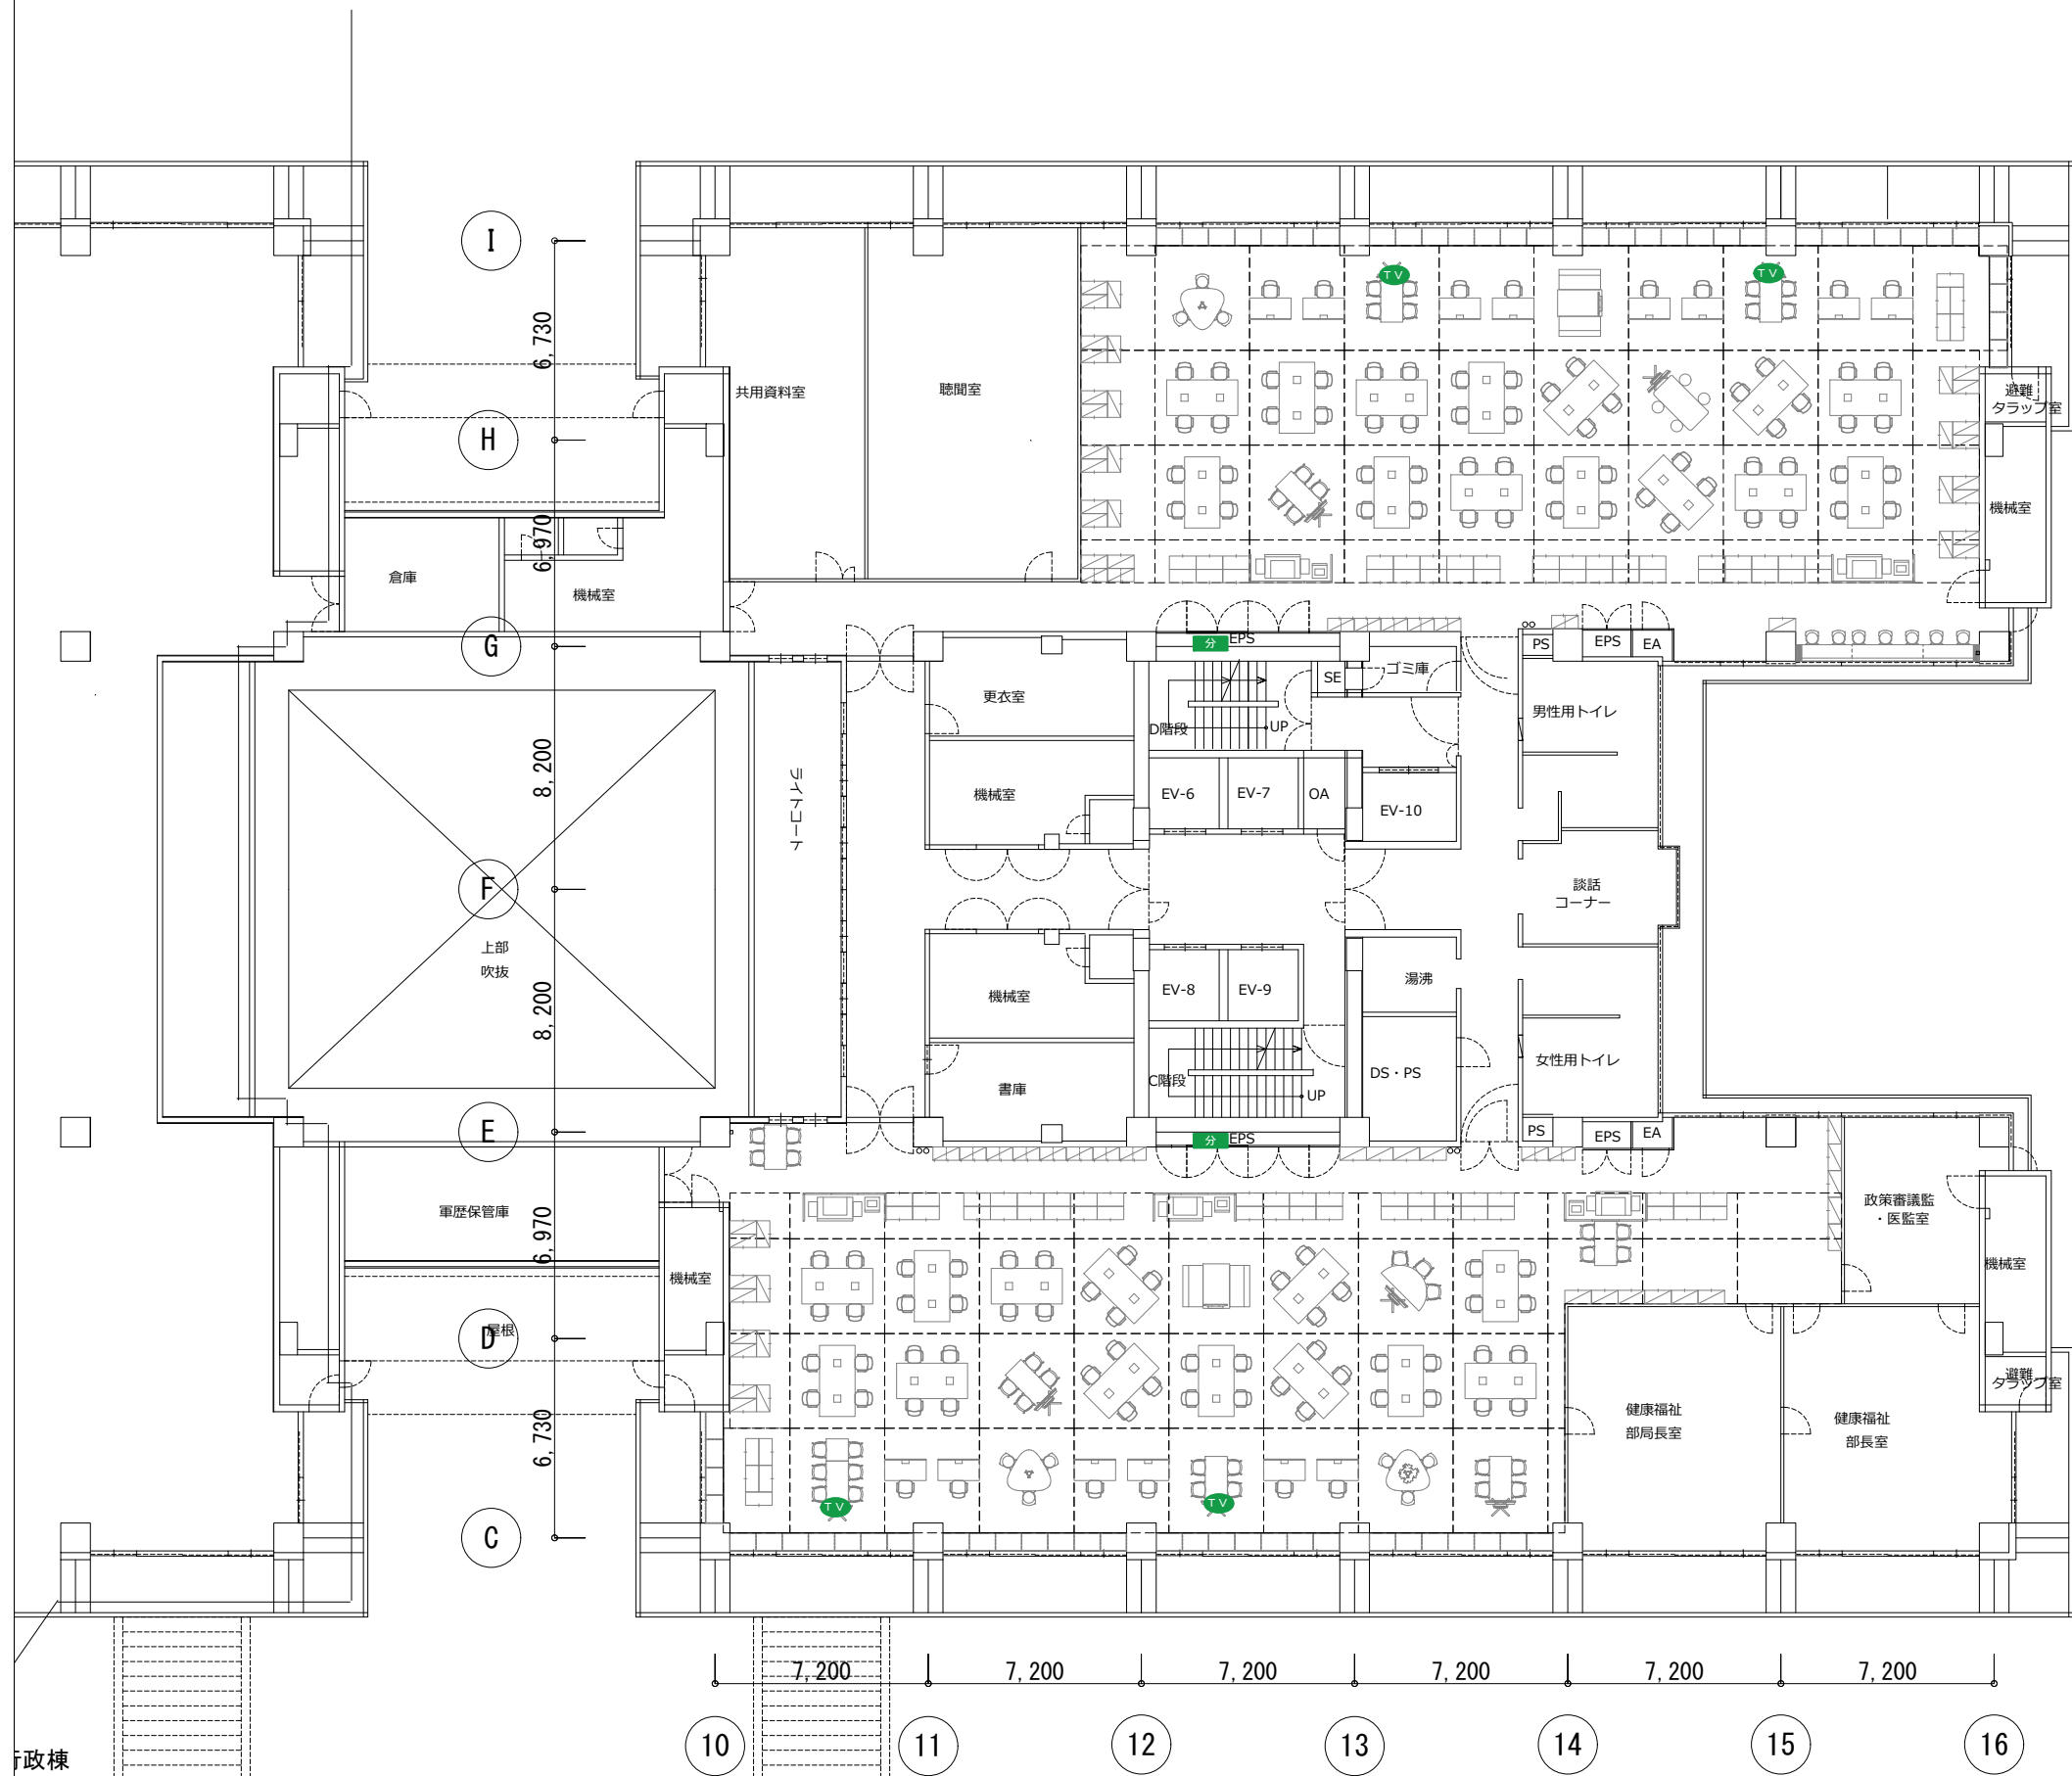 I
6,730
TV
TV
共用資料室
聴聞室
避難
タラップ室
H
機械室
6,970
倉庫
機械室
G
分
EPS
PS
EPS
EA
SE
ゴミ庫
更衣室
D階段
UP
男性用トイレ
8,200
ライトコート
機械室
EV-6
EV-7
OA
EV-10
F
談話
コーナー
上部
吹抜
湯沸
8,200
機械室
EV-8
EV-9
女性用トイレ
書庫
C階段
UP
DS・PS
E
分
EPS
PS
EPS
EA
軍歴保管庫
政策審議監
・医監室
6,970
機械室
機械室
D
屋根
避難
タラップ室
6,730
健康福祉
部局長室
健康福祉
部長室
TV
TV
C
7,200
7,200
7,200
7,200
7,200
7,200
10
11
12
13
14
15
16
政棟